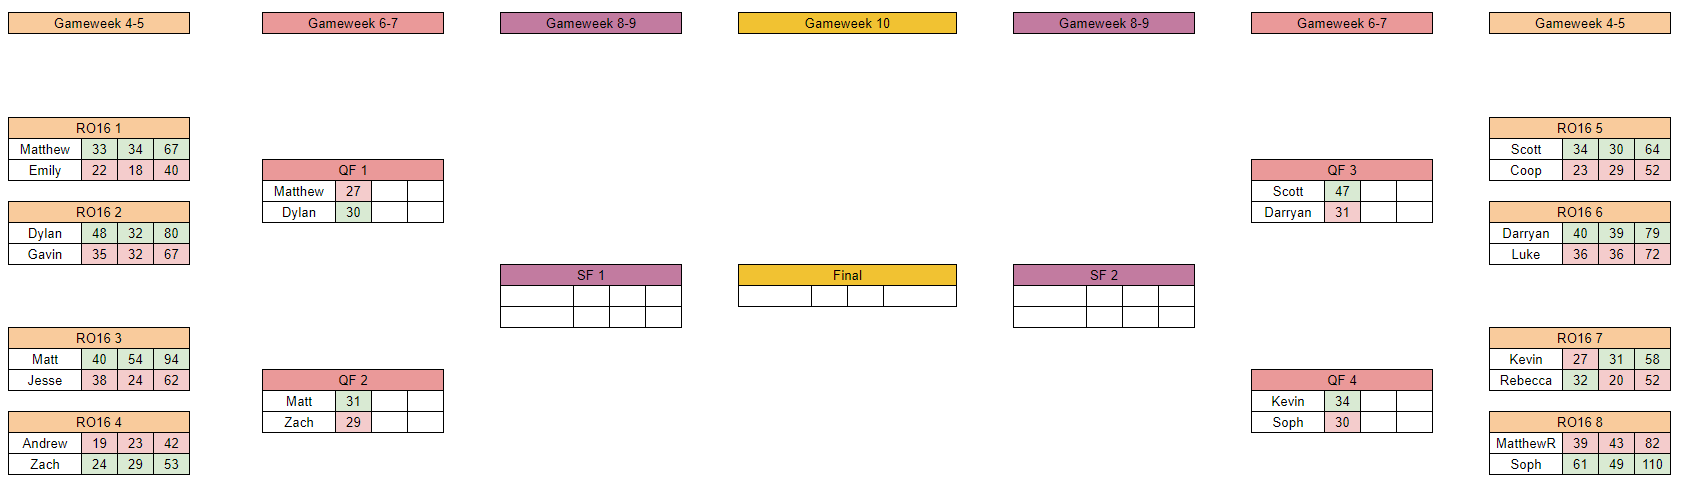 Gameweek 4-5 Gameweek 6-7 Gameweek 8-9 Gameweek 10 Gameweek 8-9 Gameweek 6-7 Gameweek 4-5
RO16 1
Matthew 33 34 67
Emily 22 18 40
RO16 2
Dylan 48 32 80
Gavin 35 32 67
RO16 3
Matt 40 54 94
Jesse 38 24 62
RO16 4
Andrew 19 23 42
Zach 24 29 53
QF 1
Matthew 27
Dylan 30
QF 2
Matt 31
Zach 29
SF 1
Final
SF 2
QF 3
Scott 47
Darryan 31
QF 4
Kevin 34
Soph 30
RO16 5
Scott 34 30 64
Coop 23 29 52
RO16 6
Darryan 40 39 79
Luke 36 36 72
RO16 7
Kevin 27 31 58
Rebecca 32 20 52
RO16 8
MatthewR 39 43 82
Soph 61 49 110